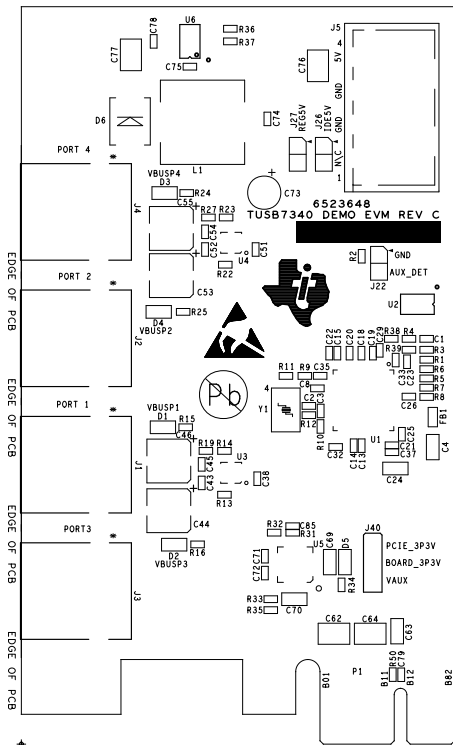 C78
U6
R36
R37
C77
C75
J5
4
5V
GND
GND
N\C
1
C76
C74
J27
REG5V
J26
IDE5V
D6
L1
PORT 4
VBUSP4
D3
R24
C55
R27
R23
C54
C52
U4
C51
R22
J4
C73
6523648
TUSB7340 DEMO EVM REV C
EDGE OF PCB
PORT 2
C53
D4
VBUSP2
R25
J2
R2
GND
AUX_DET
J22
U2
EDGE OF PCB
C22
C15
C20
C18
C19
C29
R38
R4
C1
R39
R3
R1
R6
R5
R7
R8
C33
C23
C26
R11
R9
C35
C8
4
Y1
C2
C3
R12
R10
C32
C14
C13
U1
C25
C21
C37
C24
FB1
C4
Pb
PORT 1
VBUSP1
D1
R15
C46
R19
R14
C45
C43
U3
C38
R13
J1
EDGE OF PCB
PORT3
C44
D2
VBUSP3
R16
J3
R32
C85
R31
U5
C71
C72
C69
D5
R34
R33
R35
C70
J40
PCIE_3P3V
BOARD_3P3V
VAUX
C62
C64
C63
EDGE OF PCB
P1
R50
C79
B01
B11
B12
B82